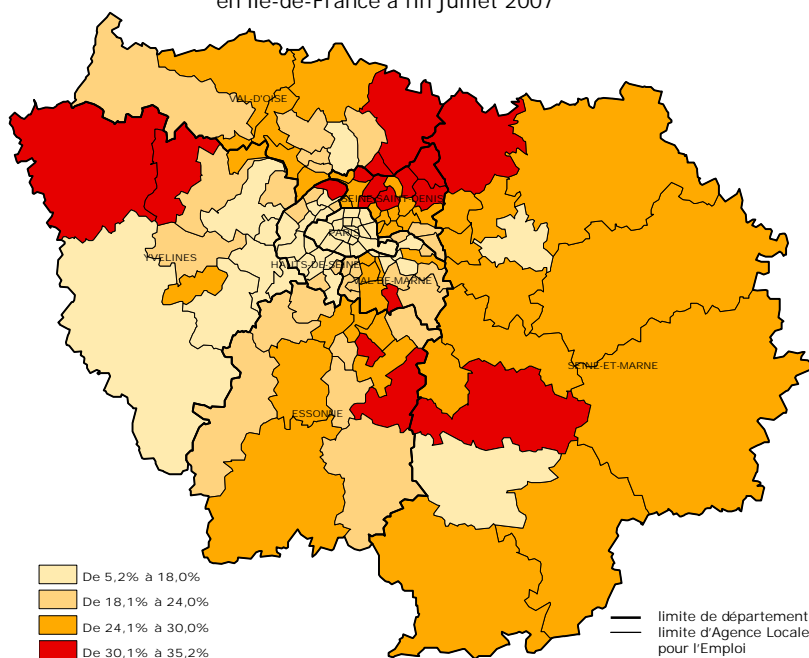 en Ile-de-France à fin juillet 2007
VAL-D'OISE
SEINE-SAINT-DENIS
PARIS
YVELINES
HAUTS-DE-SEINE
VAL-DE-MARNE
SEINE-ET-MARNE
ESSONNE
De 5,2% à 18,0%
De 18,1% à 24,0%
De 24,1% à 30,0%
De 30,1% à 35,2%
limite de département
limite d'Agence Locale
pour l'Emploi